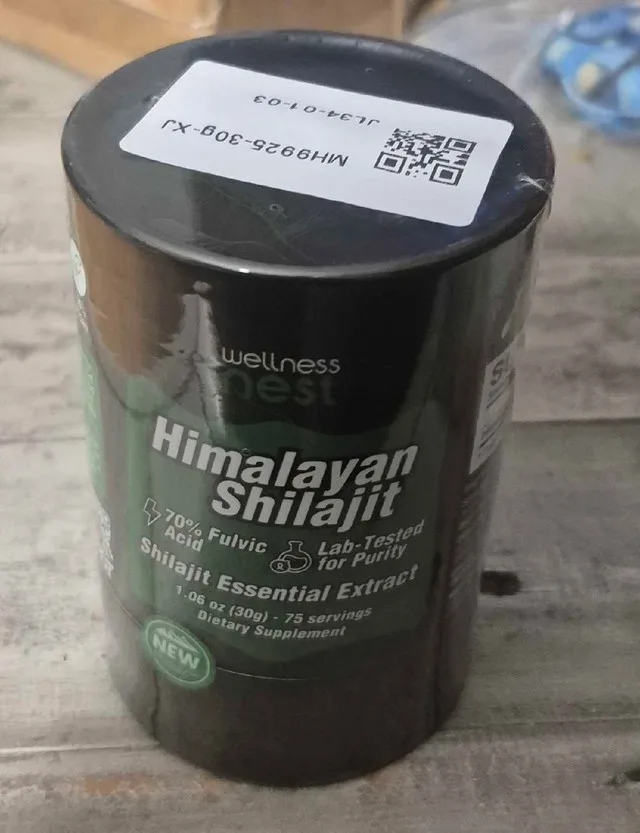 JL34-01-03
MH9925-30g-XJ
wellness
nest
Himalayan
Shilajit
70% Fulvic
Acid
Lab-Tested
for Purity
Shilajit Essential Extract
1.06 oz (30g) - 75 servings
Dietary Supplement
NEW